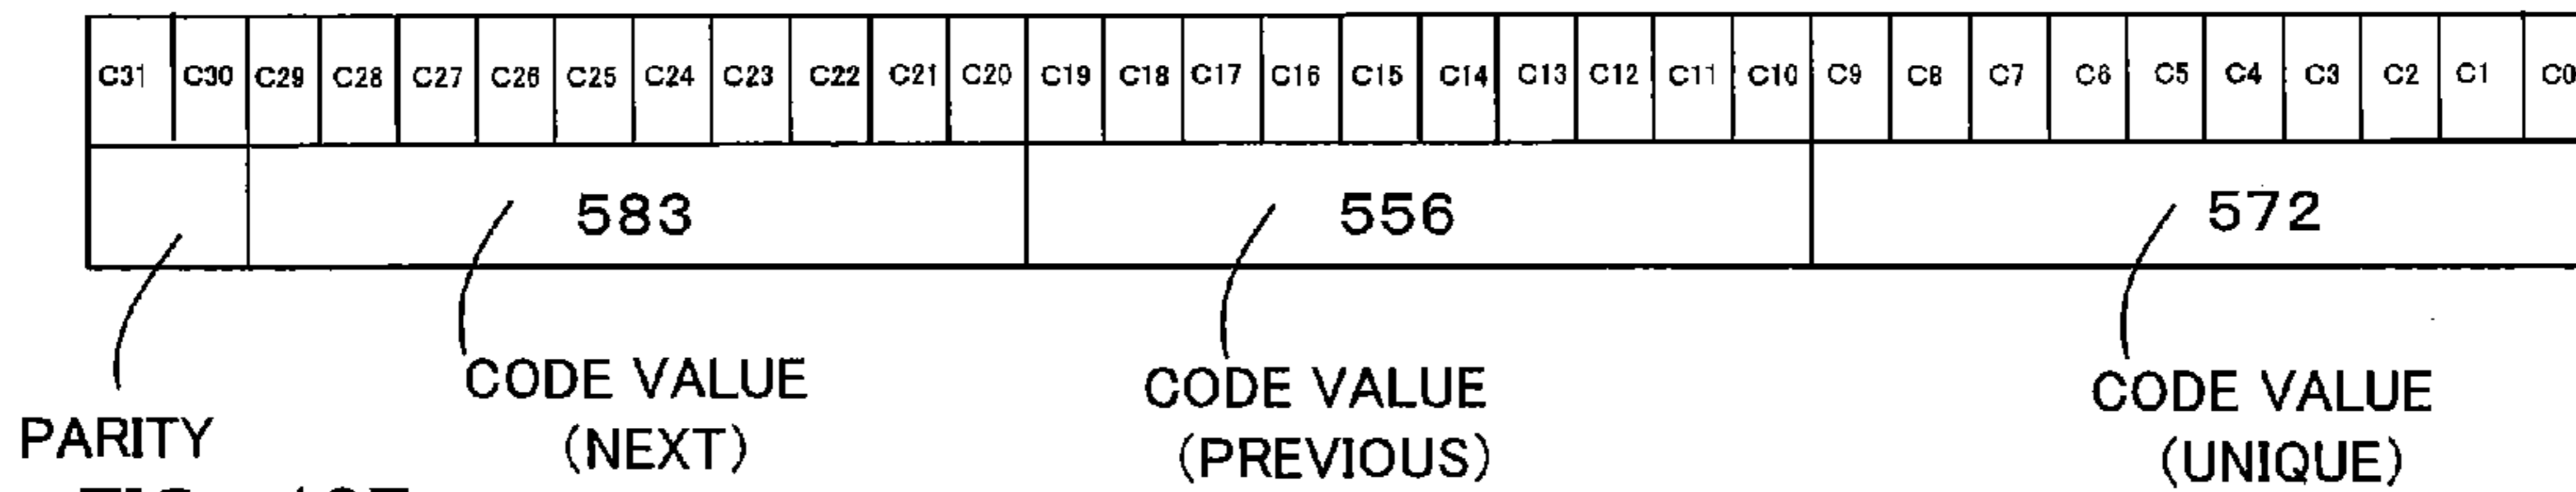 C31 C30 C29 C28 C27 C26 C25 C24 C23 C22 C21 C20 C19 C18 C17 C16 C15 C14 C13 C12 C11 C10 C9 C8 C7 C6 C5 C4 C3 C2 C1 C0
583 556 572
CODE VALUE CODE VALUE CODE VALUE
PARITY (NEXT) (PREVIOUS) (UNIQUE)